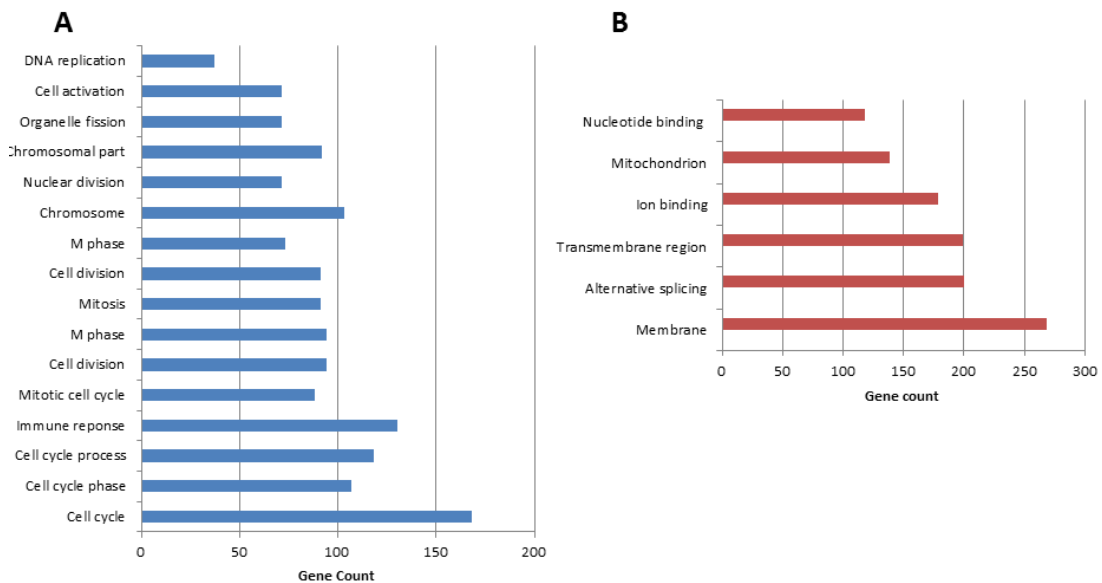 A
DNA replication
Cell activation
Organelle fission
Chromosomal part
Nuclear division
Chromosome
M phase
Cell division
Mitosis
M phase
Cell division
Mitotic cell cycle
Immune reponse
Cell cycle process
Cell cycle phase
Cell cycle
0 50 100 150 200
Gene Count
B
Nucleotide binding
Mitochondrion
Ion binding
Transmembrane region
Alternative splicing
Membrane
0 50 100 150 200 250 300
Gene count